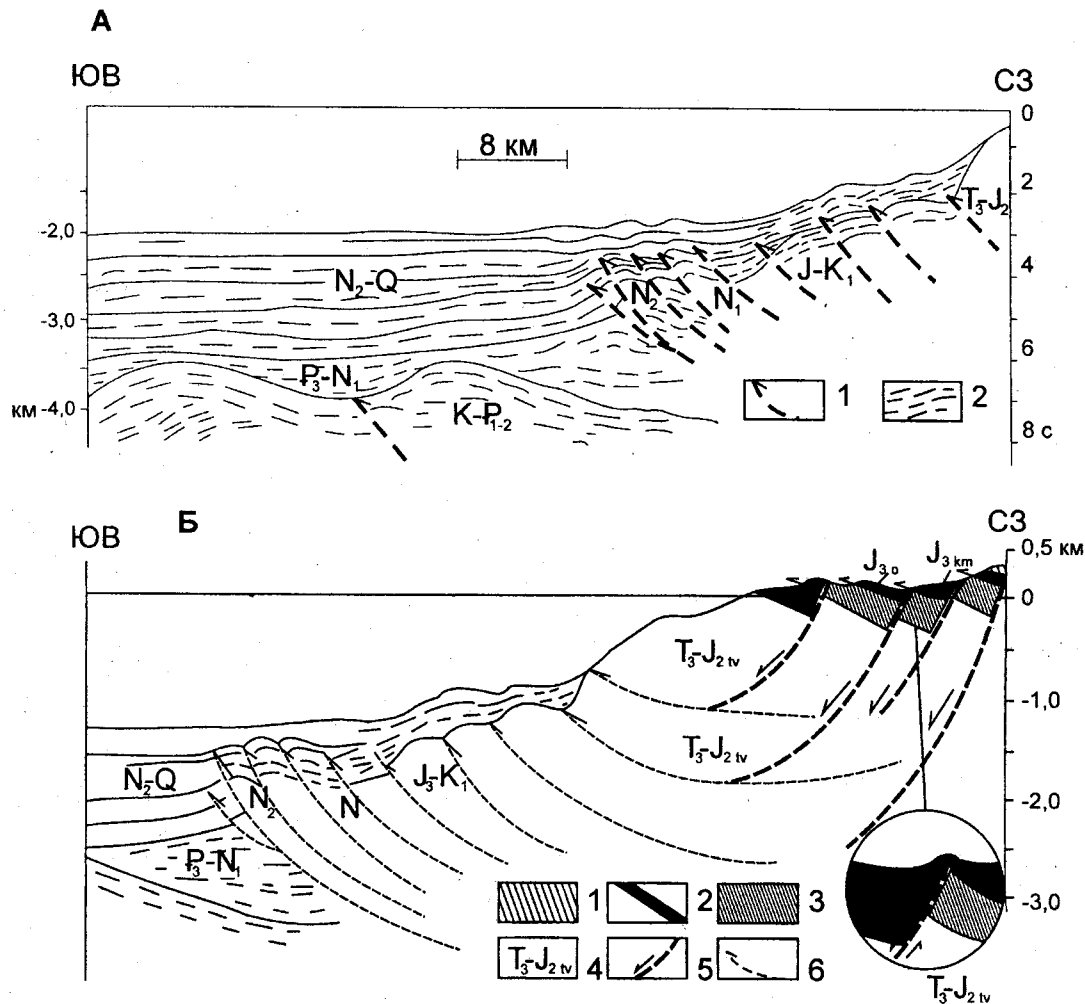 А
ЮВ
СЗ
8 км
0
2
4
6
8 с
-2,0
-3,0
км -4,0
T₃-J₂
J-K₁
N₂-Q
N₂
N₁
P₃-N₁
K-P₁₋₂
1
2
Б
ЮВ
СЗ
0,5 км
0
-1,0
-2,0
-3,0
J₃ o
J₃ km
T₃-J₂ tv
T₃-J₂ tv
J₃-K₁
N₂-Q
N₂
N
P₃-N₁
1
2
3
T₃-J₂ tv
4
5
6
T₃-J₂ tv